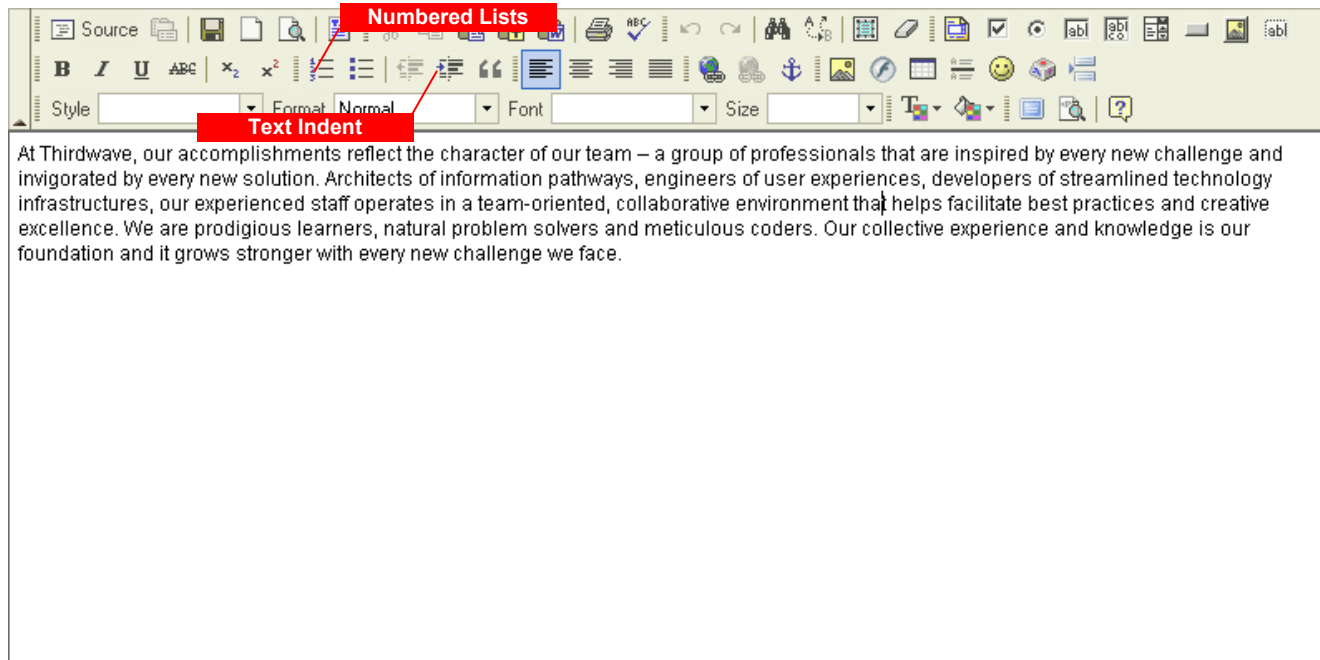 Numbered Lists
Source
B I U ABC x₂ x²
Style Format Normal Font Size
Text Indent
At Thirdwave, our accomplishments reflect the character of our team – a group of professionals that are inspired by every new challenge and
invigorated by every new solution. Architects of information pathways, engineers of user experiences, developers of streamlined technology
infrastructures, our experienced staff operates in a team-oriented, collaborative environment that helps facilitate best practices and creative
excellence. We are prodigious learners, natural problem solvers and meticulous coders. Our collective experience and knowledge is our
foundation and it grows stronger with every new challenge we face.